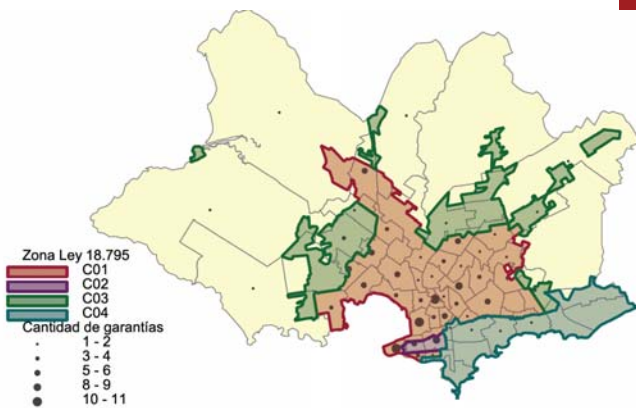 Zona Ley 18.795
C01
C02
C03
C04
Cantidad de garantías
1 - 2
3 - 4
5 - 6
8 - 9
10 - 11